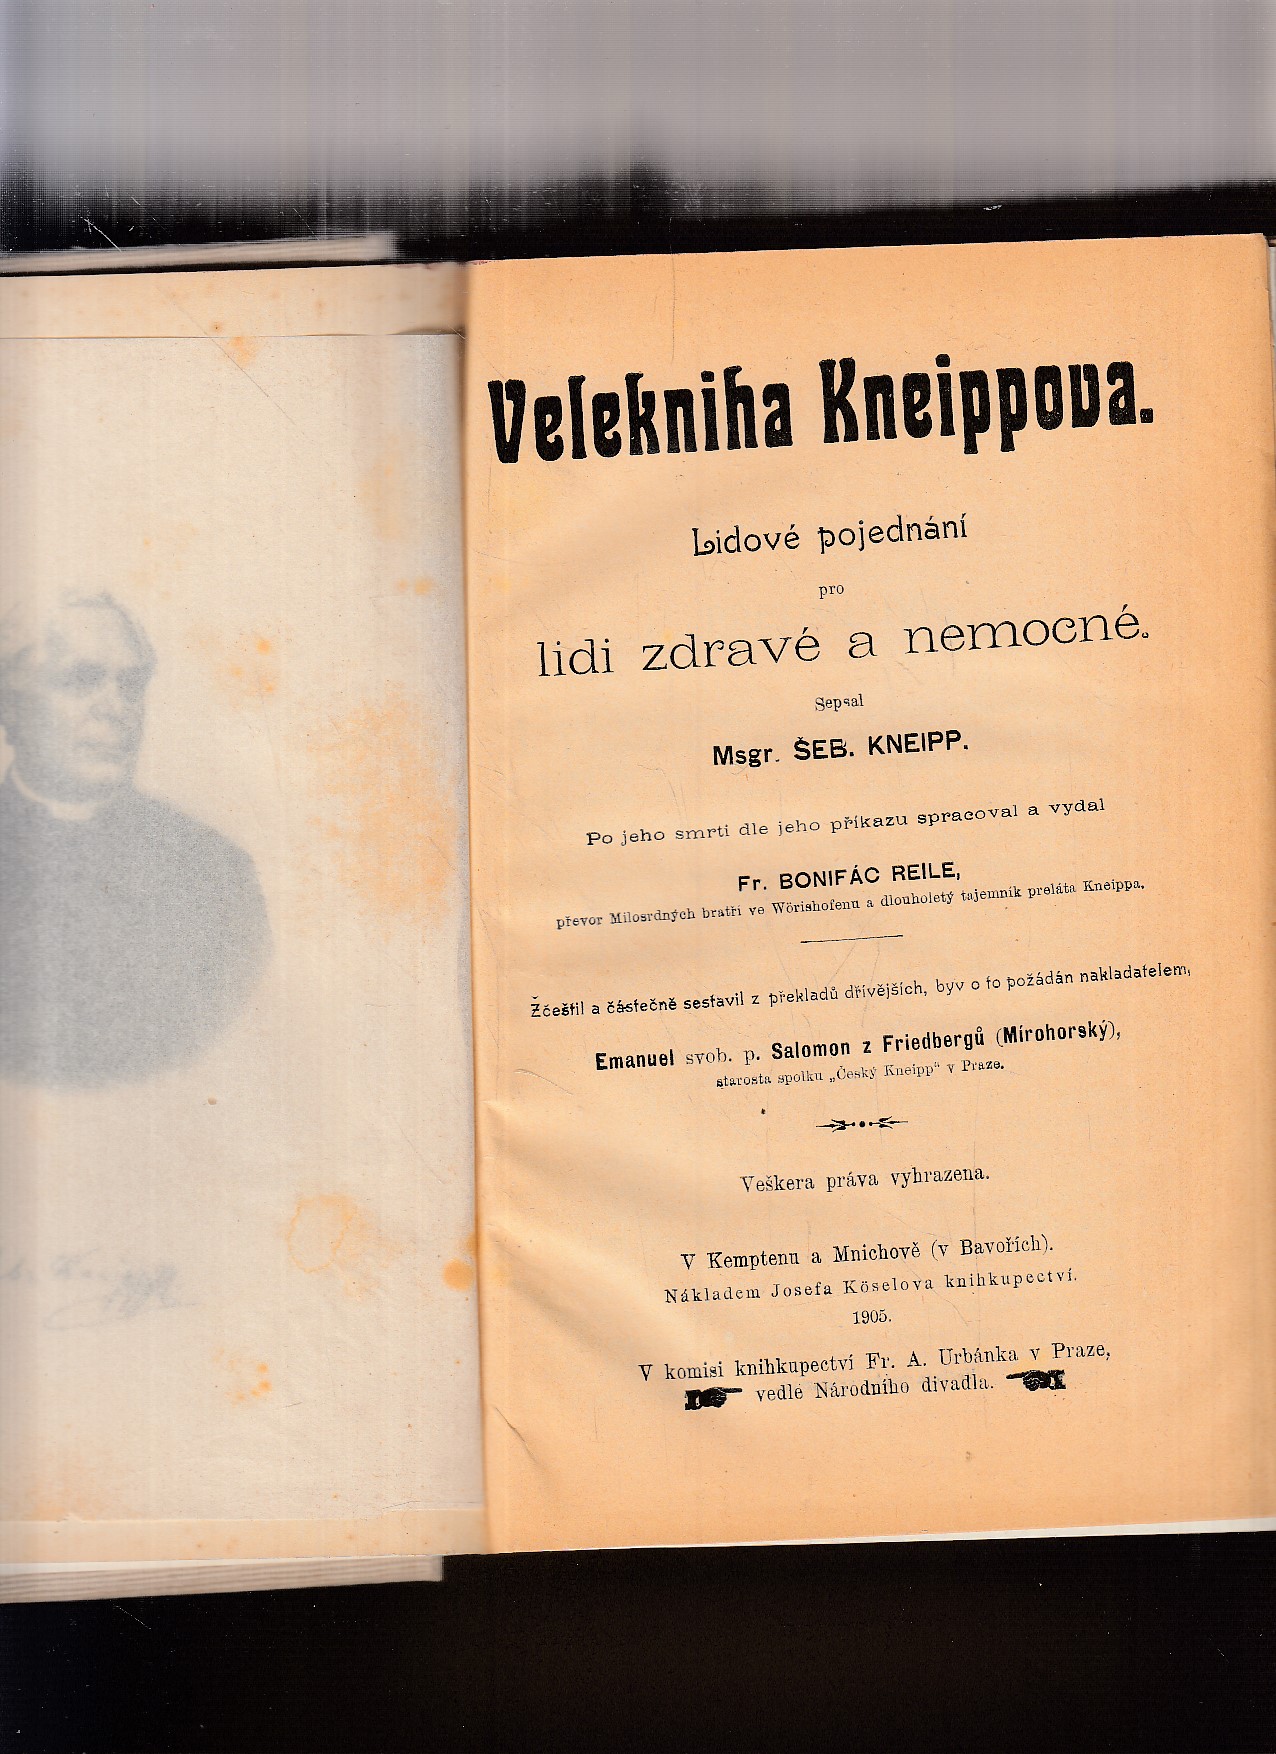 Velekniha Kneippova.
Lidové pojednání
pro
lidi zdravé a nemocné.
Sepsal
Msgr. ŠEB. KNEIPP.
Po jeho smrti dle jeho příkazu spracoval a vydal
Fr. BONIFÁC REILE,
převor Milosrdných bratří ve Wörishofenu a dlouholetý tajemník preláta Kneippa.
Žčeštil a částečně sestavil z překladů dřívějších, byv o to požádán nakladatelem,
Emanuel svob. p. Salomon z Friedbergů (Mírohorský),
starosta spolku „Český Kneipp" v Praze.
Veškera práva vyhrazena.
V Kemptenu a Mnichově (v Bavořích).
Nákladem Josefa Köselova knihkupectví.
1905.
V komisi knihkupectví Fr. A. Urbánka v Praze,
vedle Národního divadla.